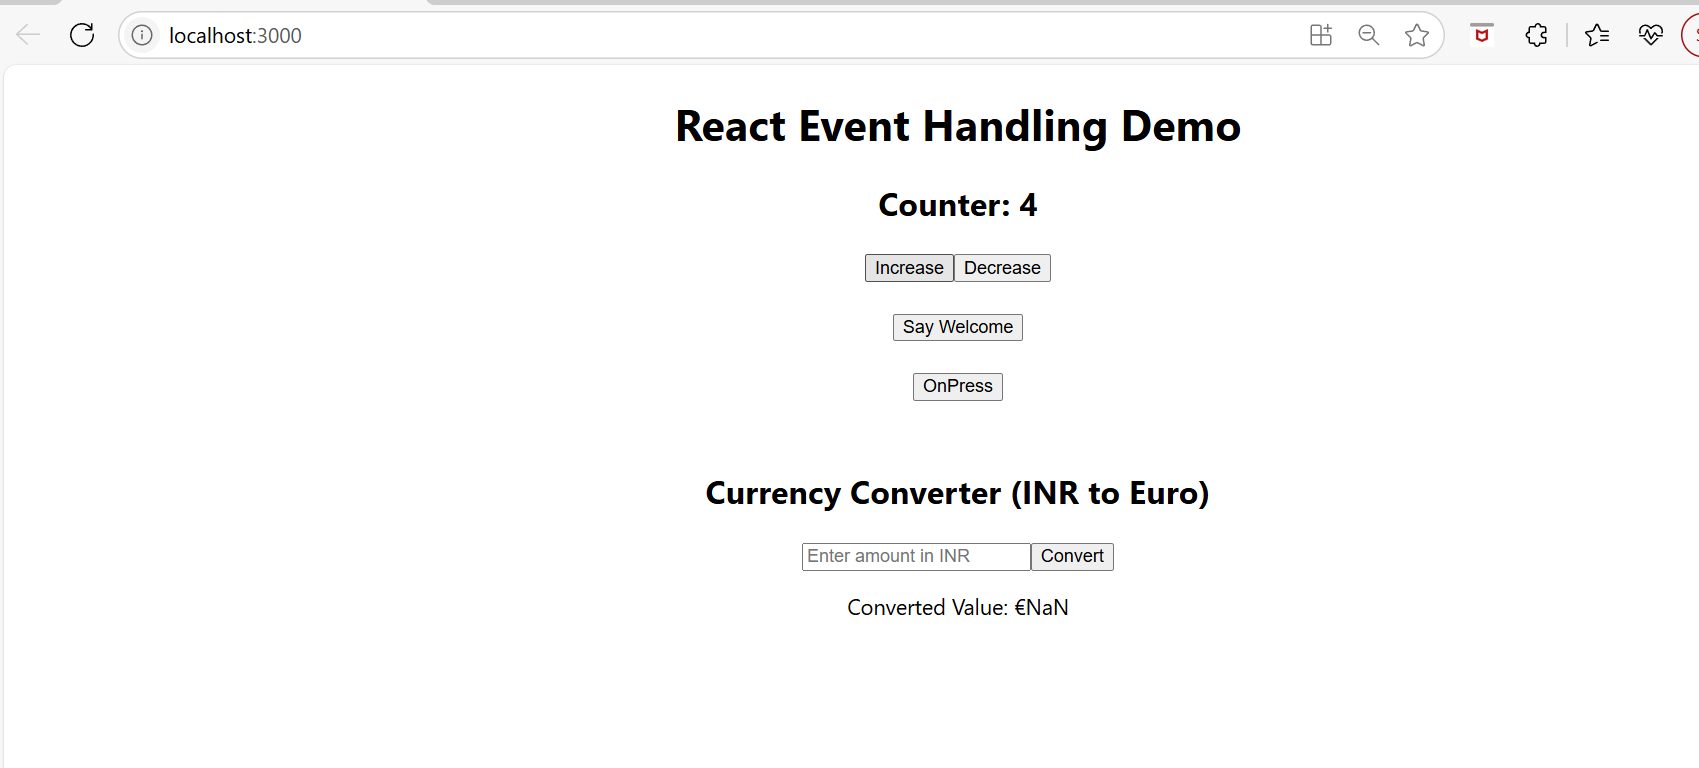 localhost:3000
React Event Handling Demo
Counter: 4
Increase Decrease
Say Welcome
OnPress
Currency Converter (INR to Euro)
Enter amount in INR Convert
Converted Value: €NaN